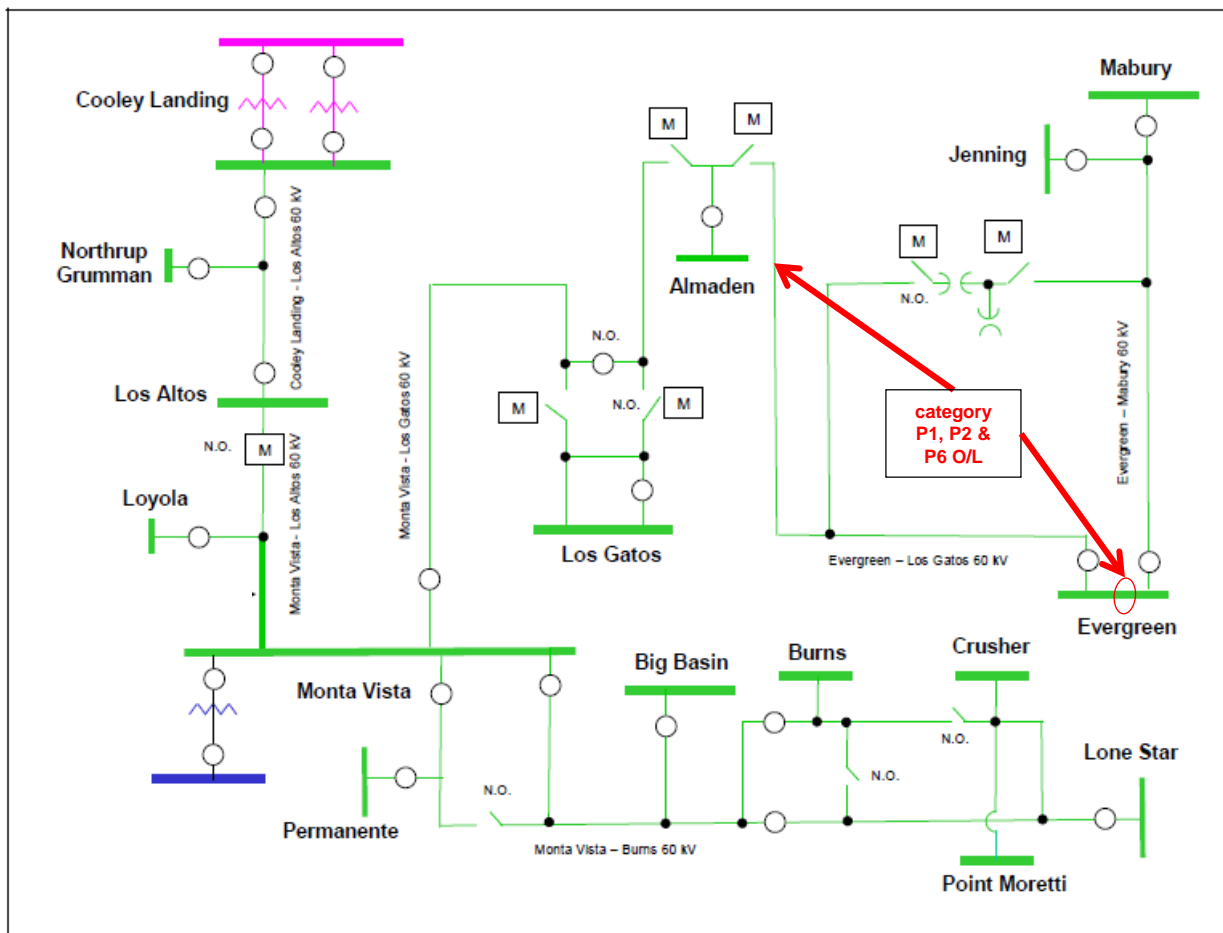 Cooley Landing
Mabury
M
M
Jenning
Northrup
Grumman
Cooley Landing - Los Altos 60 kV
Almaden
M
M
N.O.
Los Altos
N.O.
M
Monta Vista - Los Gatos 60 kV
N.O.
M
N.O.
M
category
P1, P2 &
P6 O/L
Evergreen – Mabury 60 kV
Loyola
Monta Vista - Los Altos 60 kV
Los Gatos
Evergreen – Los Gatos 60 kV
Evergreen
Monta Vista
Big Basin
Burns
Crusher
N.O.
N.O.
N.O.
Lone Star
Permanente
Monta Vista – Burns 60 kV
Point Moretti